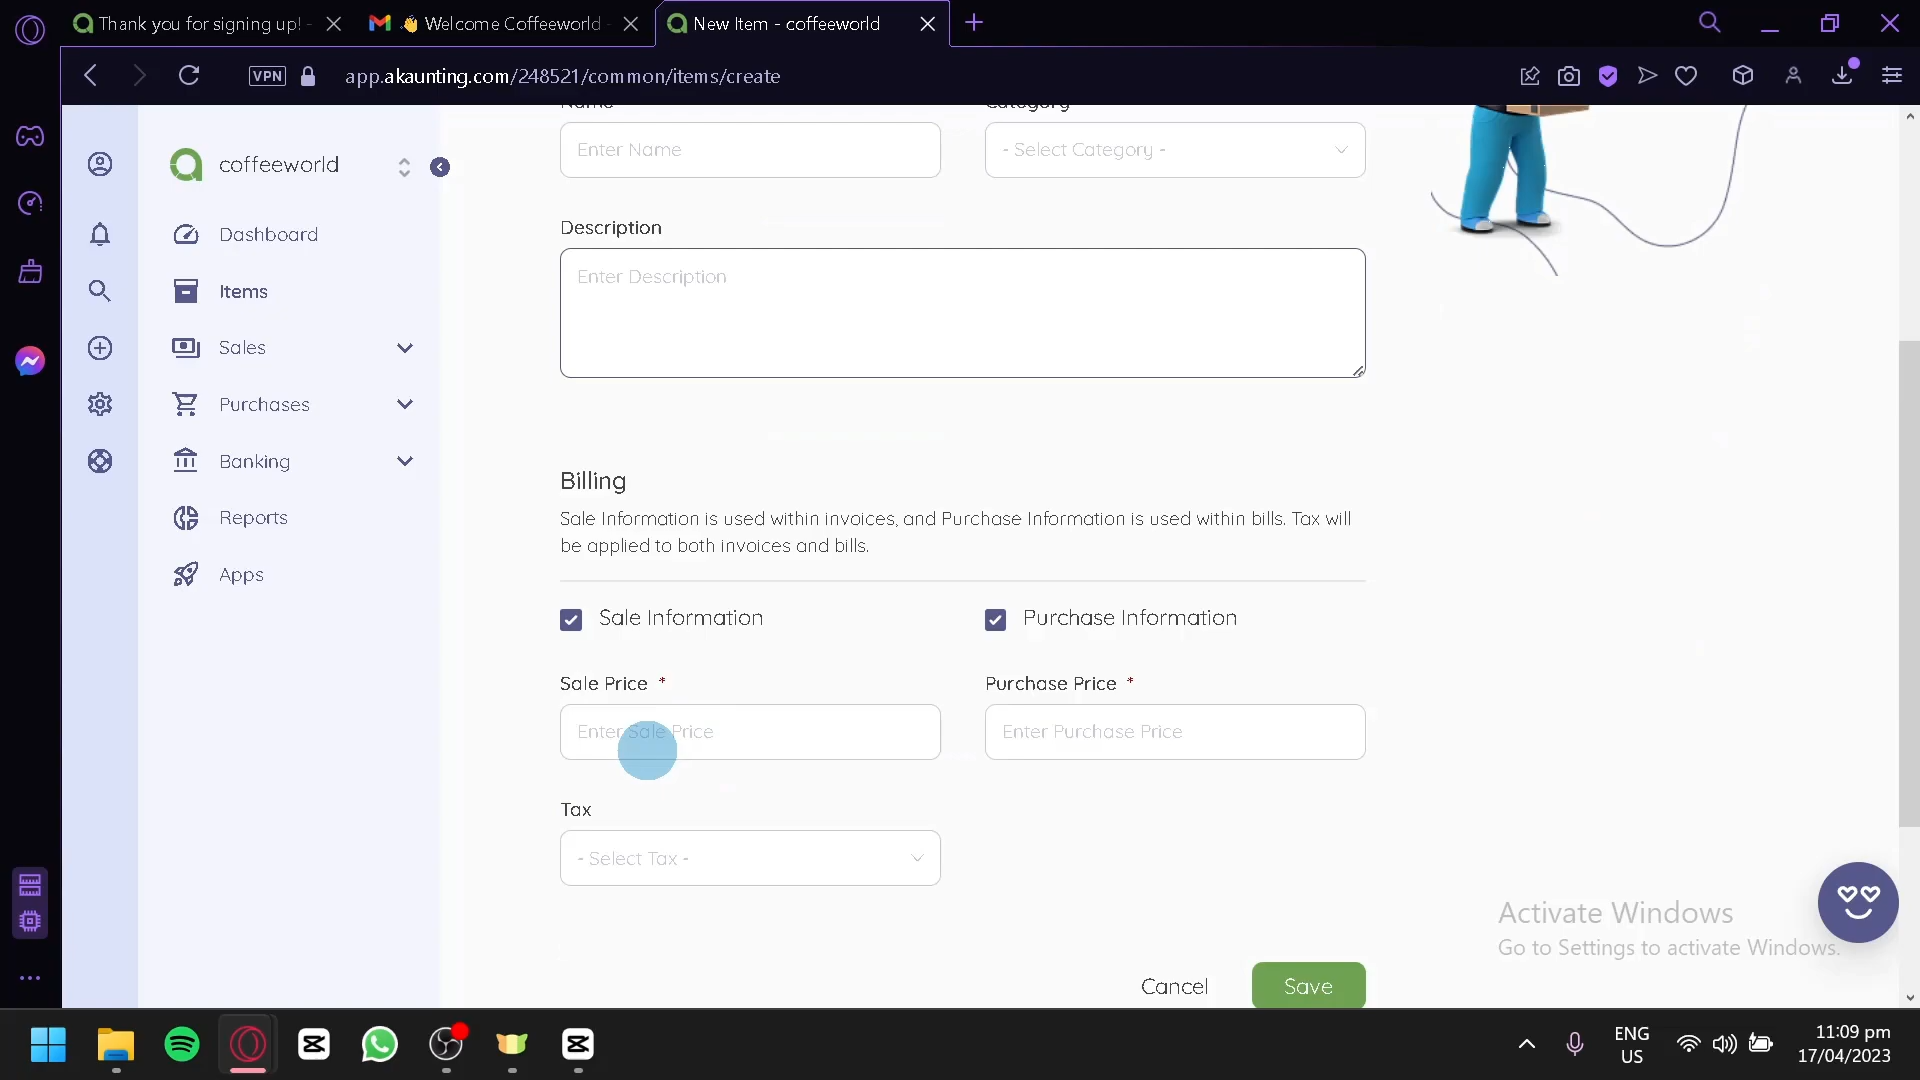 Thank you for signing up! -
👋 Welcome Coffeeworld -
New Item - coffeeworld
VPN
app.akaunting.com/248521/common/items/create
coffeeworld
Dashboard
Items
Sales
Purchases
Banking
Reports
Apps
Name
Category
Enter Name
- Select Category -
Description
Enter Description
Billing
Sale Information is used within invoices, and Purchase Information is used within bills. Tax will
be applied to both invoices and bills.
Sale Information
Purchase Information
Sale Price *
Purchase Price *
Enter Sale Price
Enter Purchase Price
Tax
- Select Tax -
Cancel
Save
Activate Windows
Go to Settings to activate Windows.
ENG
US
11:09 pm
17/04/2023